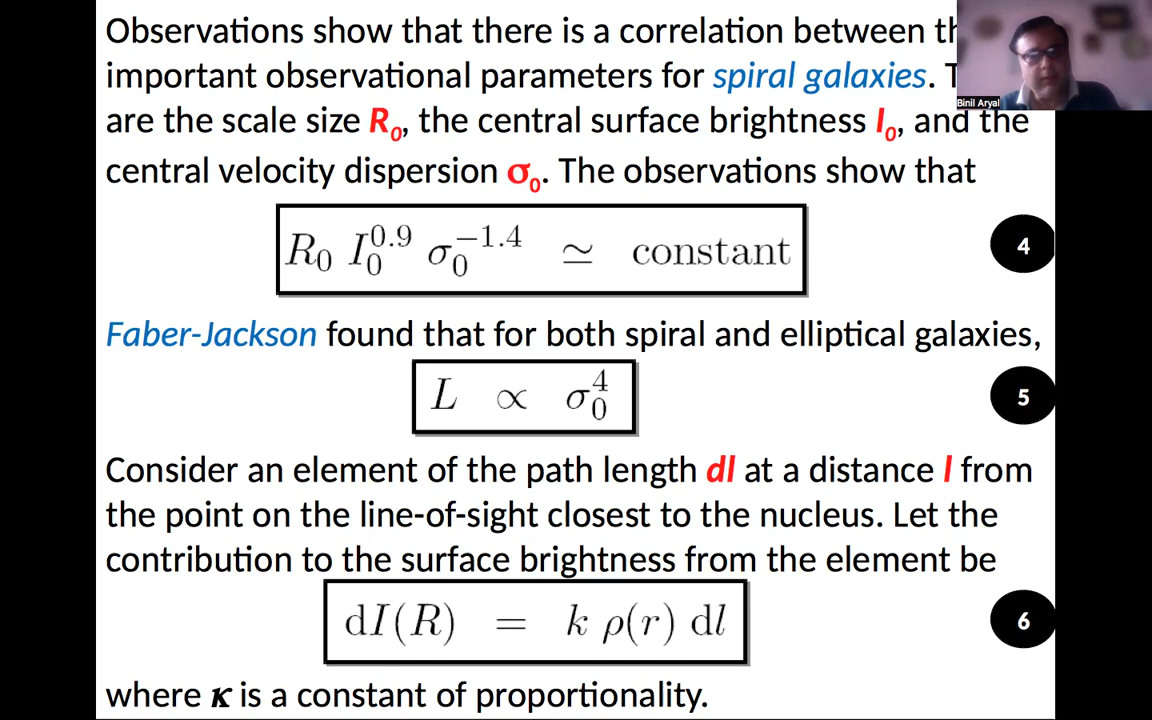 Observations show that there is a correlation between
important observational parameters for spiral galaxies.
are the scale size R₀, the central surface brightness I₀, and the
central velocity dispersion σ₀. The observations show that
R₀ I₀^0.9 σ₀^−1.4 ≃ constant
4
Faber-Jackson found that for both spiral and elliptical galaxies,
L ∝ σ₀^4
5
Consider an element of the path length dl at a distance l from
the point on the line-of-sight closest to the nucleus. Let the
contribution to the surface brightness from the element be
dI(R) = k ρ(r) dl
6
where κ is a constant of proportionality.
Binil Aryal